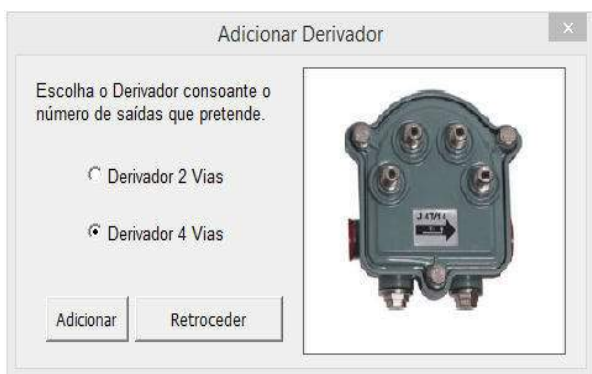 Adicionar Derivador
x
Escolha o Derivador consoante o
número de saídas que pretende.
Derivador 2 Vias
Derivador 4 Vias
Adicionar
Retroceder